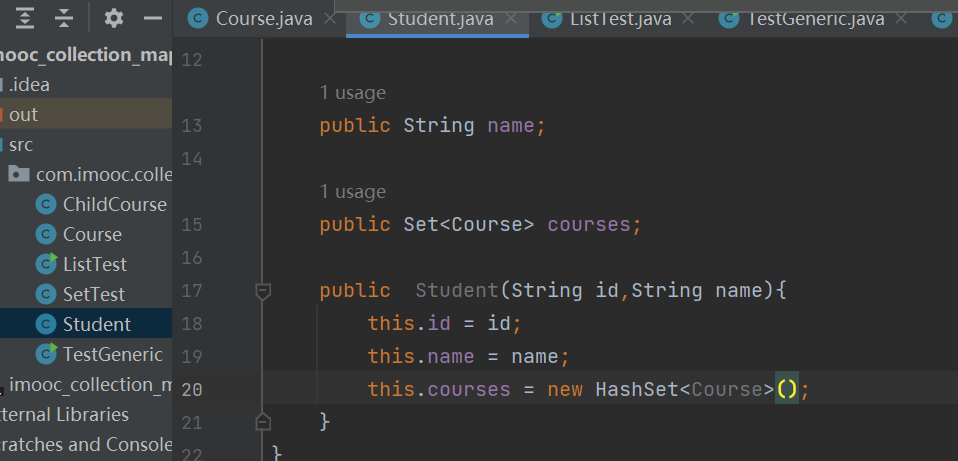 Course.java
Student.java
ListTest.java
TestGeneric.java
mooc_collection_map
.idea
out
src
com.imooc.colle
ChildCourse
Course
ListTest
SetTest
Student
TestGeneric
imooc_collection_m
xternal Libraries
cratches and Console
12
1 usage
13 public String name;
14
1 usage
15 public Set<Course> courses;
16
17 public Student(String id,String name){
18 this.id = id;
19 this.name = name;
20 this.courses = new HashSet<Course>();
21 }
22 }